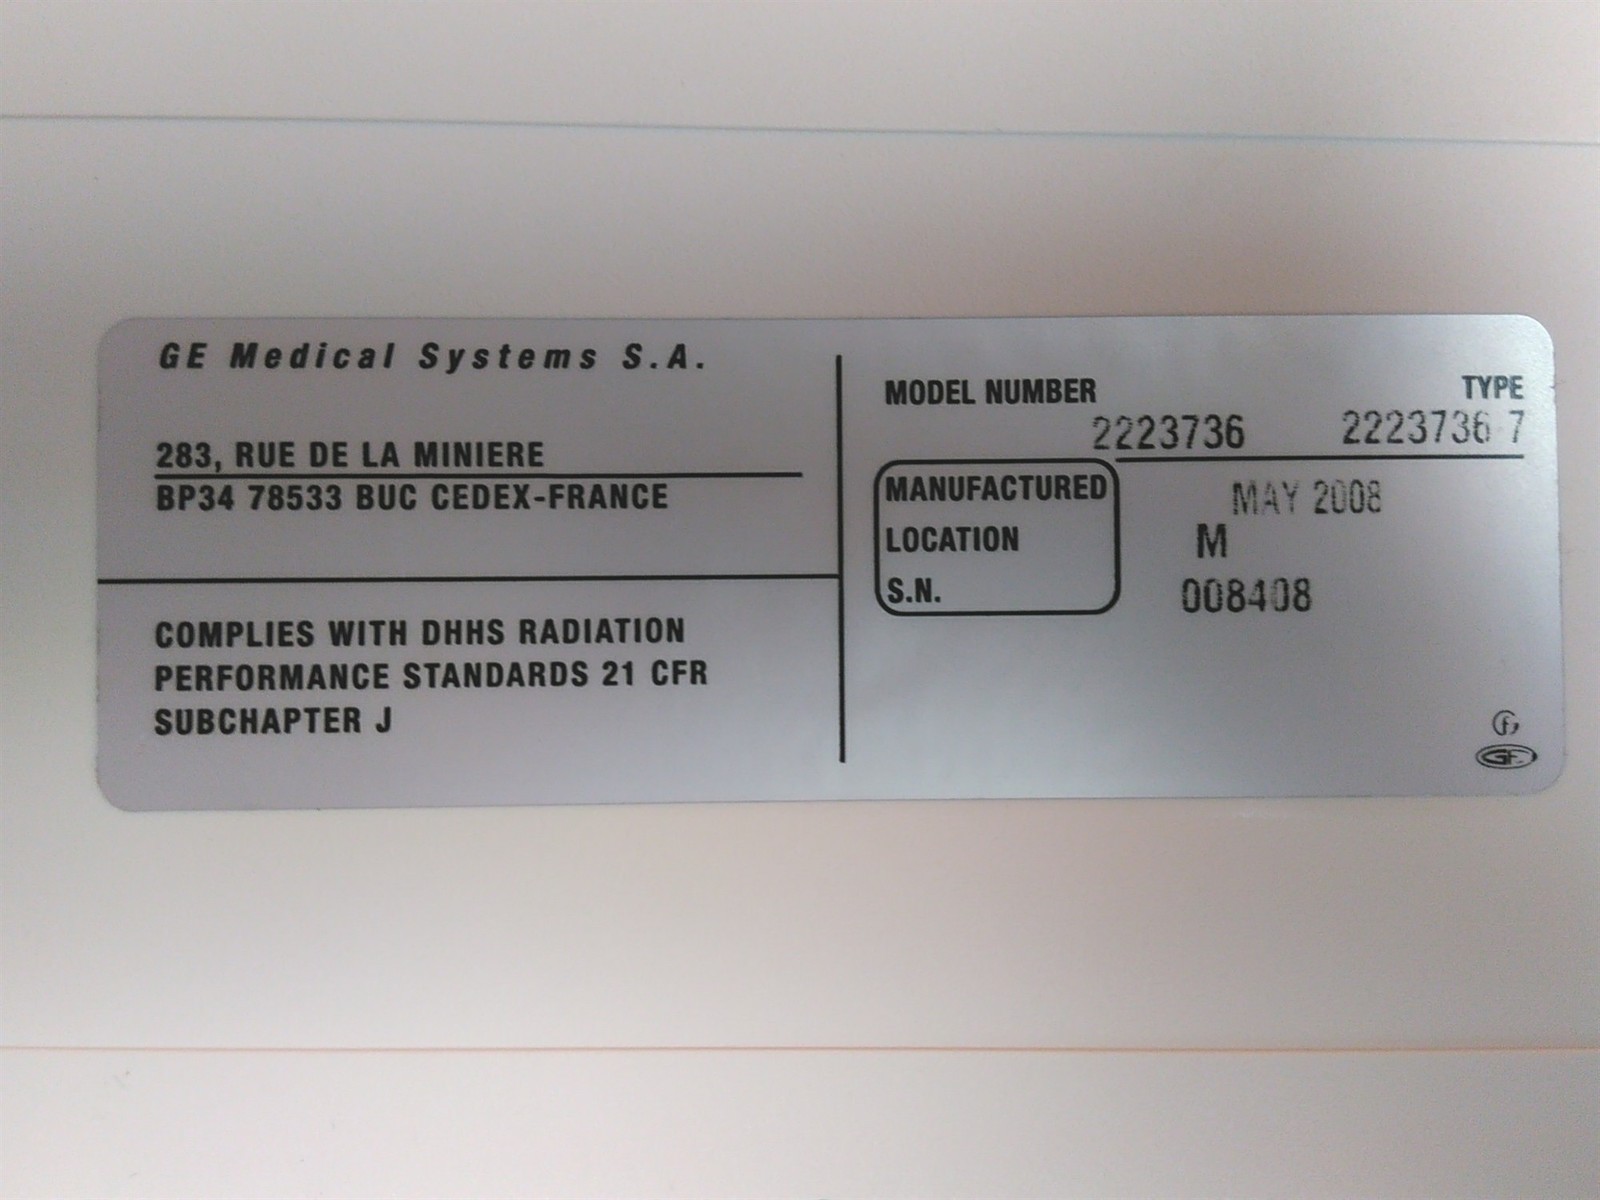 GE Medical Systems S.A.
283, RUE DE LA MINIERE
BP34 78533 BUC CEDEX-FRANCE
COMPLIES WITH DHHS RADIATION
PERFORMANCE STANDARDS 21 CFR
SUBCHAPTER J
MODEL NUMBER TYPE
2223736 2223736 7
MANUFACTURED MAY 2008
LOCATION M
S.N. 008408
GE